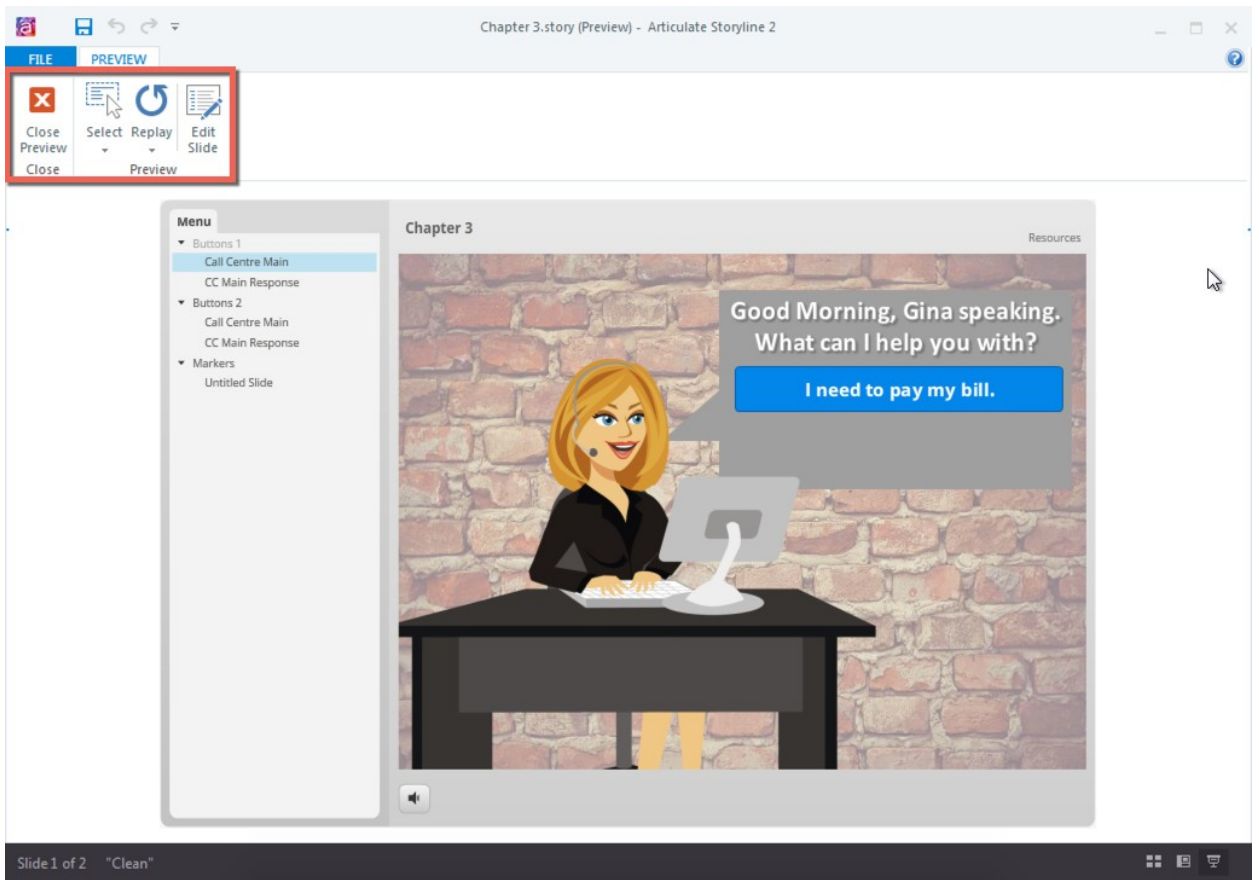 Chapter 3.story (Preview) - Articulate Storyline 2
FILE PREVIEW
Close Preview
Select
Replay
Edit Slide
Close
Preview
Menu
Buttons 1
Call Centre Main
CC Main Response
Buttons 2
Call Centre Main
CC Main Response
Markers
Untitled Slide
Chapter 3
Resources
Good Morning, Gina speaking.
What can I help you with?
I need to pay my bill.
Slide 1 of 2 "Clean"